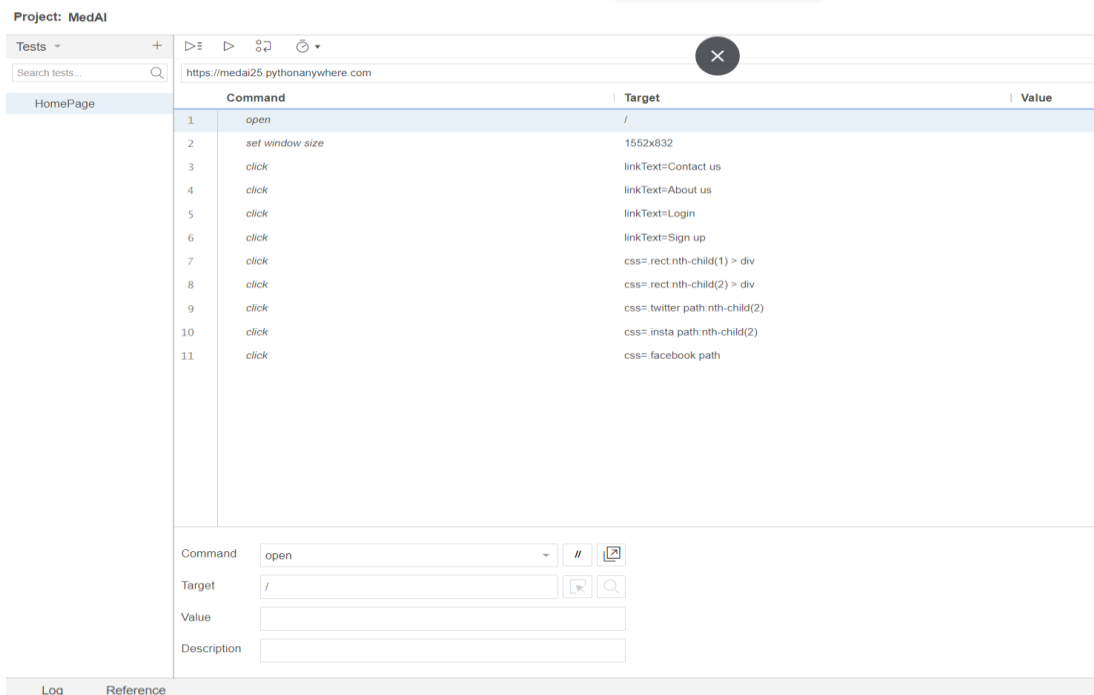 Project: MedAI
Tests
Search tests...
HomePage
https://medai25.pythonanywhere.com
Command Target Value
1 open /
2 set window size 1552x832
3 click linkText=Contact us
4 click linkText=About us
5 click linkText=Login
6 click linkText=Sign up
7 click css=.rect:nth-child(1) > div
8 click css=.rect:nth-child(2) > div
9 click css=.twitter path:nth-child(2)
10 click css=.insta path:nth-child(2)
11 click css=.facebook path
Command open //
Target /
Value
Description
Log Reference